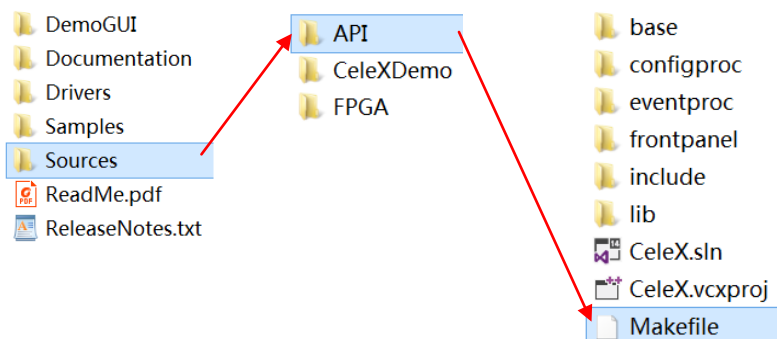 DemoGUI
Documentation
Drivers
Samples
Sources
ReadMe.pdf
ReleaseNotes.txt
API
CeleXDemo
FPGA
base
configproc
eventproc
frontpanel
include
lib
CeleX.sln
CeleX.vcxproj
Makefile